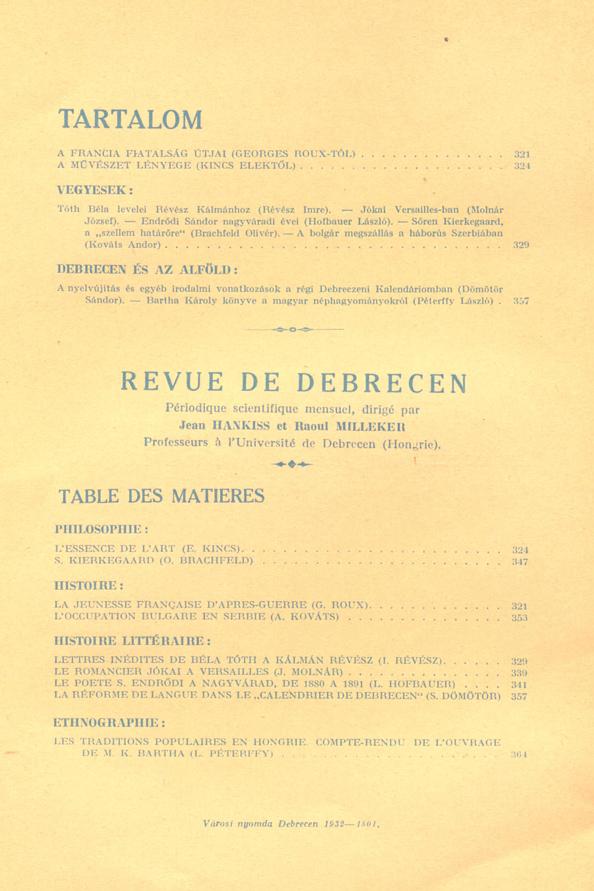 TARTALOM
A FRANCIA FIATALSÁG ÚTJAI (GEORGES ROUX-TÓL) . . . . . . . . . . . . . . 321
A MŰVÉSZET LÉNYEGE (KINCS ELEKTŐL) . . . . . . . . . . . . . . . . . . . . 324
VEGYESEK :
Tóth Béla levelei Révész Kálmánhoz (Révész Imre). — Jókai Versailles-ban (Molnár
József). — Endrődi Sándor nagyváradi évei (Hofbauer László). — Sören Kierkegaard,
a „szellem határőre“ (Brachfeld Olivér). — A bolgár megszállás a háborús Szerbiában
(Kováts Andor) . . . . . . . . . . . . . . . . . . . . . . . . . . . . . . . . 329
DEBRECEN ÉS AZ ALFÖLD :
A nyelvújítás és egyéb irodalmi vonatkozások a régi Debreczeni Kalendáriomban (Dömötör
Sándor). — Bartha Károly könyve a magyar néphagyományokról (Péterffy László) . 357
REVUE DE DEBRECEN
Périodique scientifique mensuel, dirigé par
Jean HANKISS et Raoul MILLEKER
Professeurs à l'Université de Debrecen (Hongrie).
TABLE DES MATIERES
PHILOSOPHIE :
L'ESSENCE DE L'ART (E. KINCS). . . . . . . . . . . . . . . . . . . . . . . . . 324
S. KIERKEGAARD (O. BRACHFELD) . . . . . . . . . . . . . . . . . . . . . . . 347
HISTOIRE :
LA JEUNESSE FRANÇAISE D'APRES-GUERRE (G. ROUX). . . . . . . . . . . . . 321
L'OCCUPATION BULGARE EN SERBIE (A. KOVÁTS) . . . . . . . . . . . . . . . 353
HISTOIRE LITTÉRAIRE :
LETTRES INÉDITES DE BÉLA TÓTH A KÁLMÁN RÉVÉSZ (I. RÉVÉSZ). . . . . . 329
LE ROMANCIER JÓKAI A VERSAILLES (J. MOLNÁR) . . . . . . . . . . . . . . . 339
LE POETE S. ENDRŐDI A NAGYVÁRAD, DE 1880 A 1891 (L. HOFBAUER) . . . . 341
LA RÉFORME DE LANGUE DANS LE „CALENDRIER DE DEBRECEN“ (S. DÖMÖTÖR) 357
ETHNOGRAPHIE :
LES TRADITIONS POPULAIRES EN HONGRIE. COMPTE-RENDU DE L'OUVRAGE
DE M. K. BARTHA (L. PÉTERFFY) . . . . . . . . . . . . . . . . . . . . . . 364
Városi nyomda Debrecen 1932—1801.